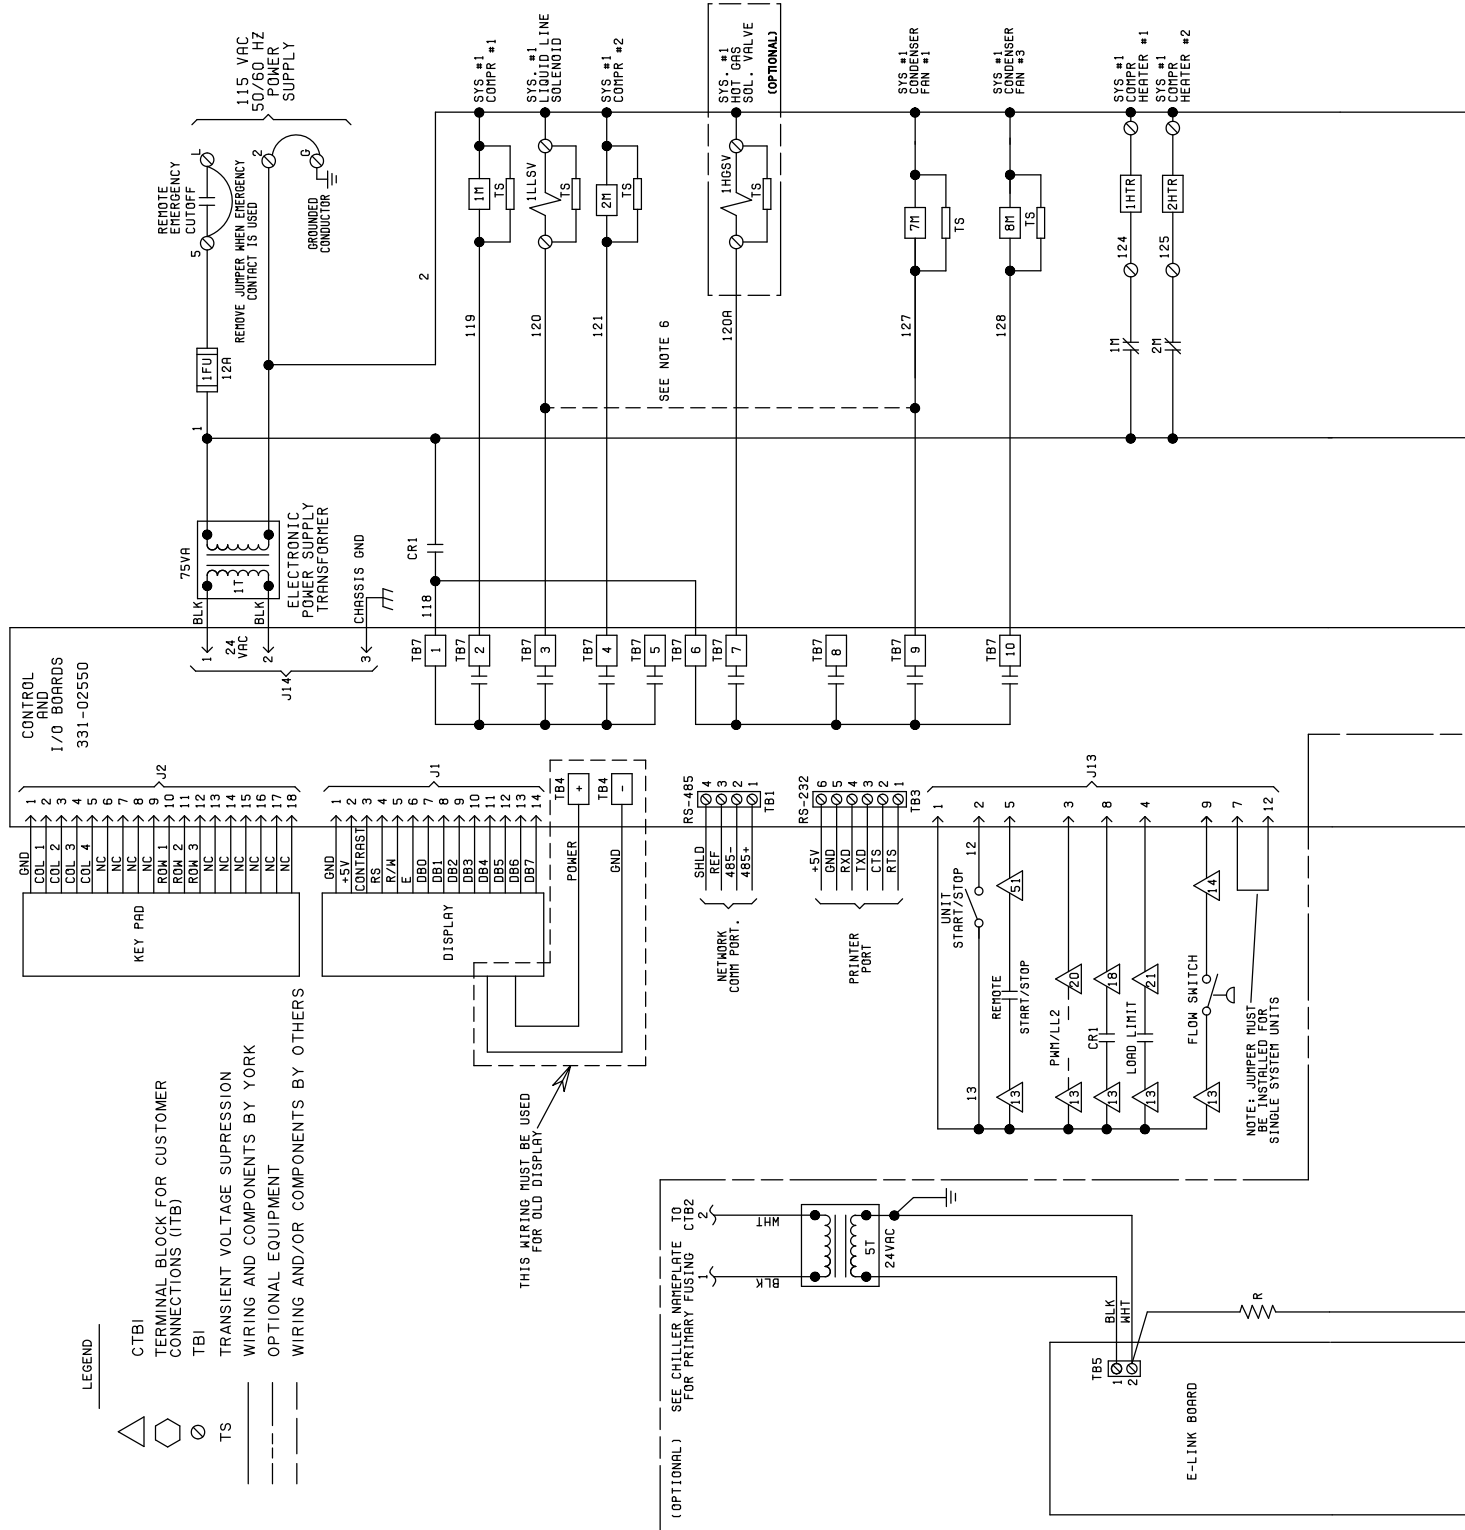 115 VAC
50/60 HZ
POWER
SUPPLY
REMOTE
EMERGENCY
CUTOFF
L
5
2
G
REMOVE JUMPER WHEN EMERGENCY
CONTACT IS USED
GROUNDED
CONDUCTOR
1FU
12A
1
2
75VA
1T
BLK
BLK
ELECTRONIC
POWER SUPPLY
TRANSFORMER
24
VAC
1
2
3
J14
CHASSIS GND
CONTROL
AND
I/O BOARDS
331-02550
SYS #1
COMPR #1
SYS. #1
LIQUID LINE
SOLENOID
SYS #1
COMPR #2
SYS. #1
HOT GAS
SOL. VALVE
(OPTIONAL)
SYS #1
CONDENSER
FAN #1
SYS #1
CONDENSER
FAN #3
SYS #1
COMPR
HEATER #1
SYS #1
COMPR
HEATER #2
1M
TS
1LLSV
TS
2M
TS
1HGSV
TS
7M
TS
8M
TS
1HTR
2HTR
119
120
121
120A
127
128
124
125
1M
2M
SEE NOTE 6
CR1
118
TB7
1
TB7
2
TB7
3
TB7
4
TB7
5
TB7
6
TB7
7
TB7
8
TB7
9
TB7
10
J2
1
2
3
4
5
6
7
8
9
10
11
12
13
14
15
16
17
18
GND
COL 1
COL 2
COL 3
COL 4
NC
NC
NC
NC
ROW 1
ROW 2
ROW 3
NC
NC
NC
NC
NC
NC
KEY PAD
J1
1
2
3
4
5
6
7
8
9
10
11
12
13
14
GND
+5V
CONTRAST
RS
R/W
E
DB0
DB1
DB2
DB3
DB4
DB5
DB6
DB7
DISPLAY
TB4
+
TB4
-
POWER
GND
THIS WIRING MUST BE USED
FOR OLD DISPLAY
RS-485
4
3
2
1
TB1
SHLD
REF
485-
485+
NETWORK
COMM PORT.
RS-232
6
5
4
3
2
1
TB3
+5V
GND
RXD
TXD
CTS
RTS
PRINTER
PORT
J13
1
2
5
3
8
4
9
7
12
12
UNIT
START/STOP
13
51
REMOTE
START/STOP
13
20
PWM/LL2
13
18
CR1
13
21
LOAD LIMIT
13
14
FLOW SWITCH
13
NOTE: JUMPER MUST
BE INSTALLED FOR
SINGLE SYSTEM UNITS
LEGEND
CTB1
TERMINAL BLOCK FOR CUSTOMER
CONNECTIONS (ITB)
TB1
TS
TRANSIENT VOLTAGE SUPRESSION
WIRING AND COMPONENTS BY YORK
OPTIONAL EQUIPMENT
WIRING AND/OR COMPONENTS BY OTHERS
(OPTIONAL)
SEE CHILLER NAMEPLATE
FOR PRIMARY FUSING
TO
CTB2
1
2
BLK
WHT
5T
24VAC
BLK
WHT
TB5
1
2
R
E-LINK BOARD